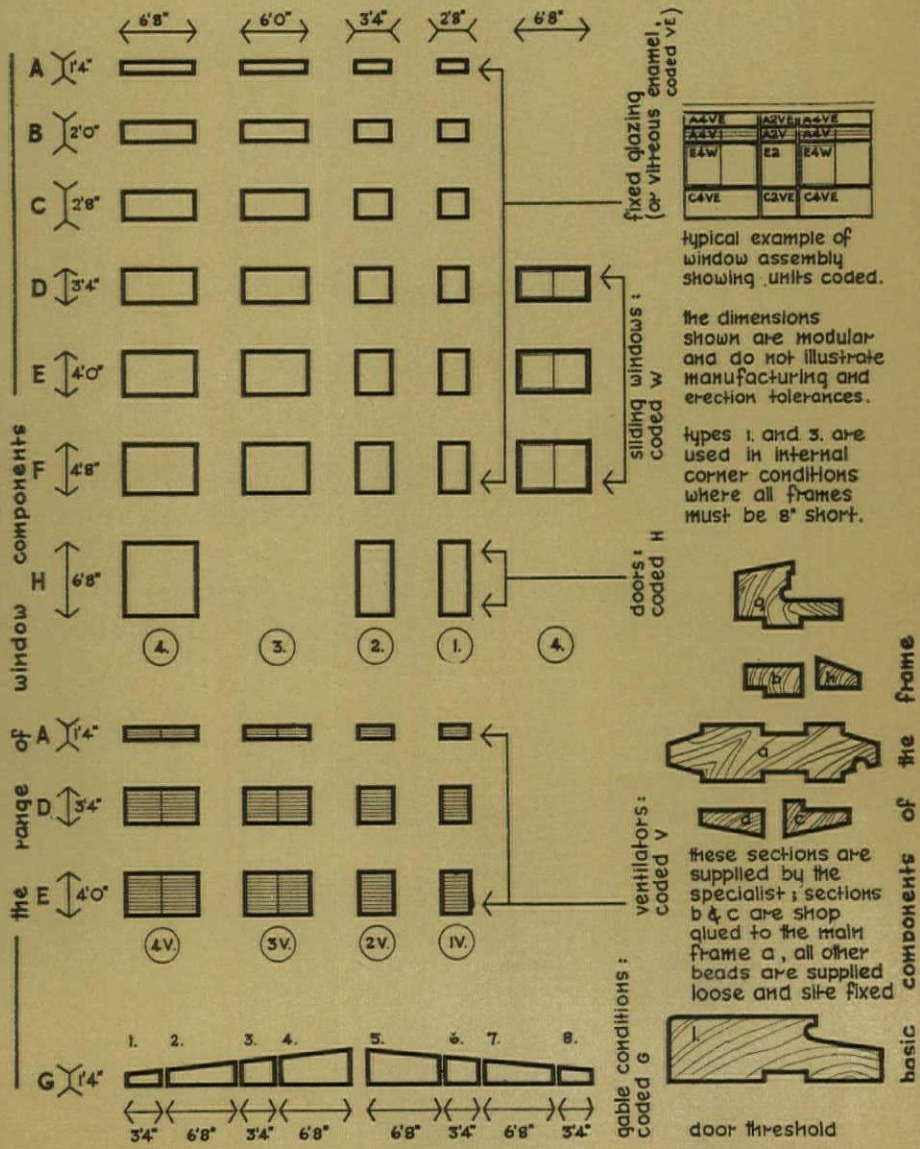 6'8" 6'0" 3'4" 2'8" 6'8"
A 1'4"
B 2'0"
C 2'8"
D 3'4"
E 4'0"
F 4'8"
H 6'8"
4. 3. 2. 1. 4.
the range of window components
A 1'4"
D 3'4"
E 4'0"
4V. 3V. 2V. 1V.
1. 2. 3. 4. 5. 6. 7. 8.
G 1'4"
3'4" 6'8" 3'4" 6'8" 6'8" 3'4" 6'8" 3'4"
fixed glazing
(or vitreous enamel,
coded VE)
sliding windows:
coded W
doors:
coded H
ventilators:
coded V
gable conditions:
coded G
A4VE A2VE A4VE
A4V A2V A4V
E4W E2 E4W
C4VE C2VE C4VE
typical example of
window assembly
showing units coded.
the dimensions
shown are modular
and do not illustrate
manufacturing and
erection tolerances.
types 1. and 3. are
used in internal
corner conditions
where all frames
must be 8" short.
g
b
a
d c
these sections are
supplied by the
specialist; sections
b & c are shop
glued to the main
frame a, all other
beads are supplied
loose and site fixed
1.
door threshold
basic components of the frame